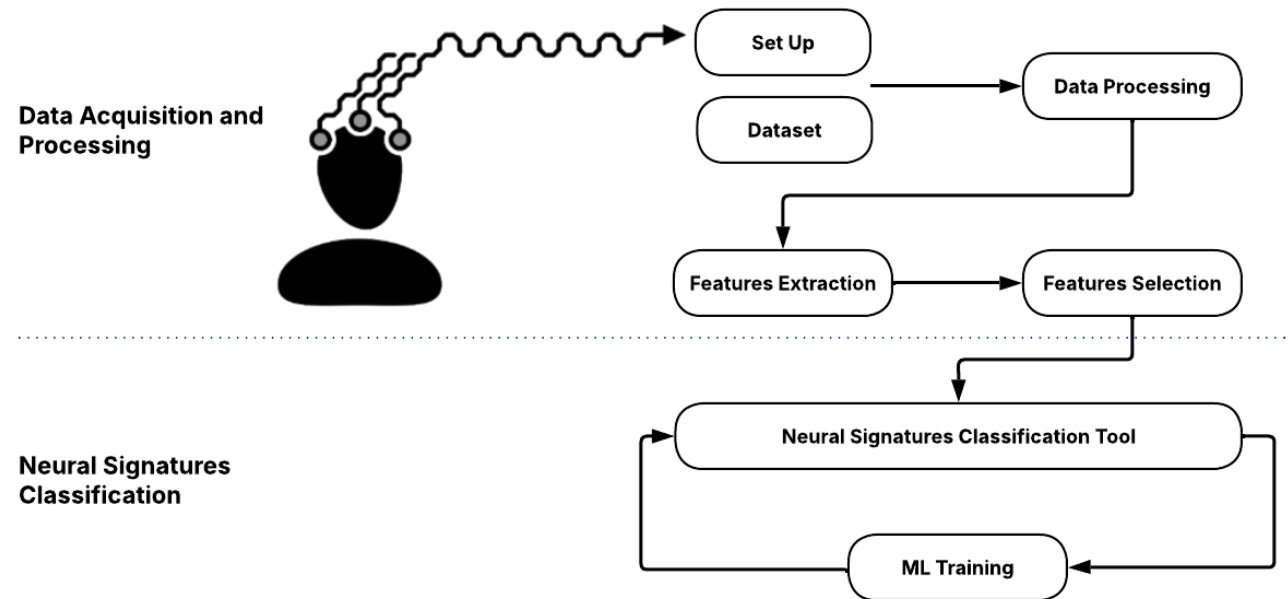 Set Up
Data Processing
Data Acquisition and
Processing
Dataset
Features Extraction
Features Selection
Neural Signatures Classification Tool
Neural Signatures
Classification
ML Training